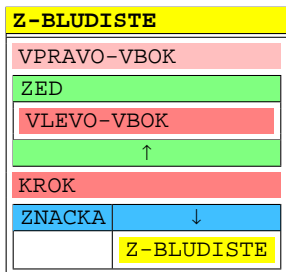 Z-BLUDISTE
VPRAVO-VBOK
ZED
VLEVO-VBOK
↑
KROK
ZNACKA ↓
Z-BLUDISTE